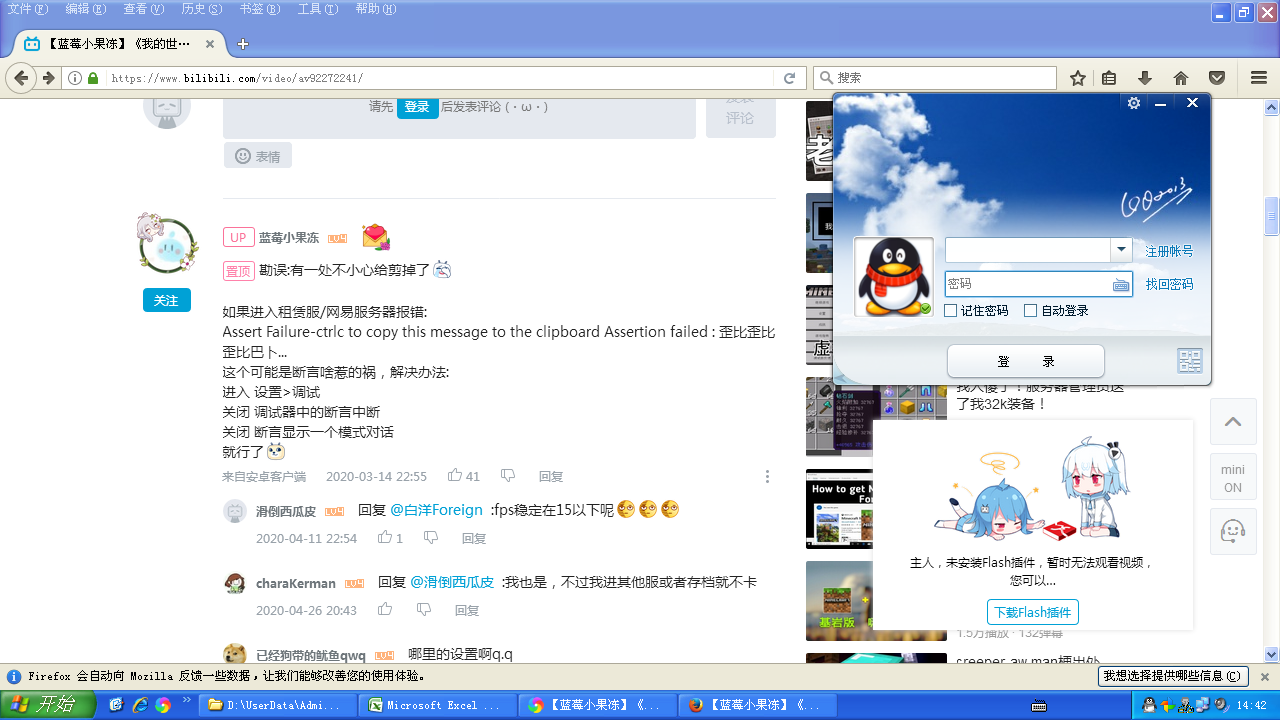 文件(F) 编辑(E) 查看(V) 历史(S) 书签(B) 工具(T) 帮助(H)
【蓝莓小果冻】《我的世…
https://www.bilibili.com/video/av92272241/
搜索
请先 登录 后发表评论 (・ω・)
评论
表情
UP 蓝莓小果冻
置顶 勘误:有一处不小心剪剪掉了
关注
如果进入租赁服/网易服务器报错:
Assert Failure-ctrlc to copy this message to the clipboard Assertion failed : 歪比歪比
歪比巴卜...
这个可能是断言啥惹的祸，解决办法:
进入 设置>调试
关闭 调试器中的断言中断
关闭 断言显示一个模式对话
就行了
来自安卓客户端 2020-03-14 22:55 41 回复
滑倒西瓜皮 回复 @白洋Foreign :fps稳定在15以下呢
2020-04-11 22:54 1 回复
charaKerman 回复 @滑倒西瓜皮 :我也是，不过我进其他服或者存档就不卡
2020-04-26 20:43 回复
已经狗带的鱿鱼qwq 哪里的设置啊q.q
QQ2013
注册帐号
密码
找回密码
记住密码 自动登录
登 录
老
虚
我人傻了！服务器管理员送
了我32k装备！
How to get M
基岩版
主人，未安装Flash插件，暂时无法观看视频，
您可以…
下载Flash插件
1.5万播放 · 132弹幕
creeper aw man梗出处
mini
ON
Firefox 会自动向 Mozilla 反馈一些数据，让我们能够改善您的使用体验。
我想选择提供哪些信息(C)
开始
D:\UserData\Admi...
Microsoft Excel ...
【蓝莓小果冻】《...
【蓝莓小果冻】《...
14:42